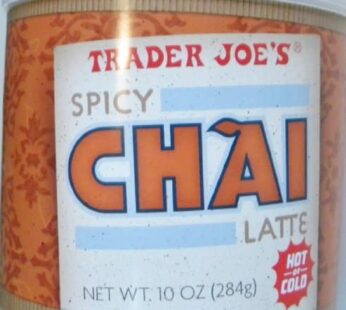 TRADER JOE'S®
SPICY
CHAI
LATTE
HOT
or
COLD
NET WT. 10 OZ (284g)